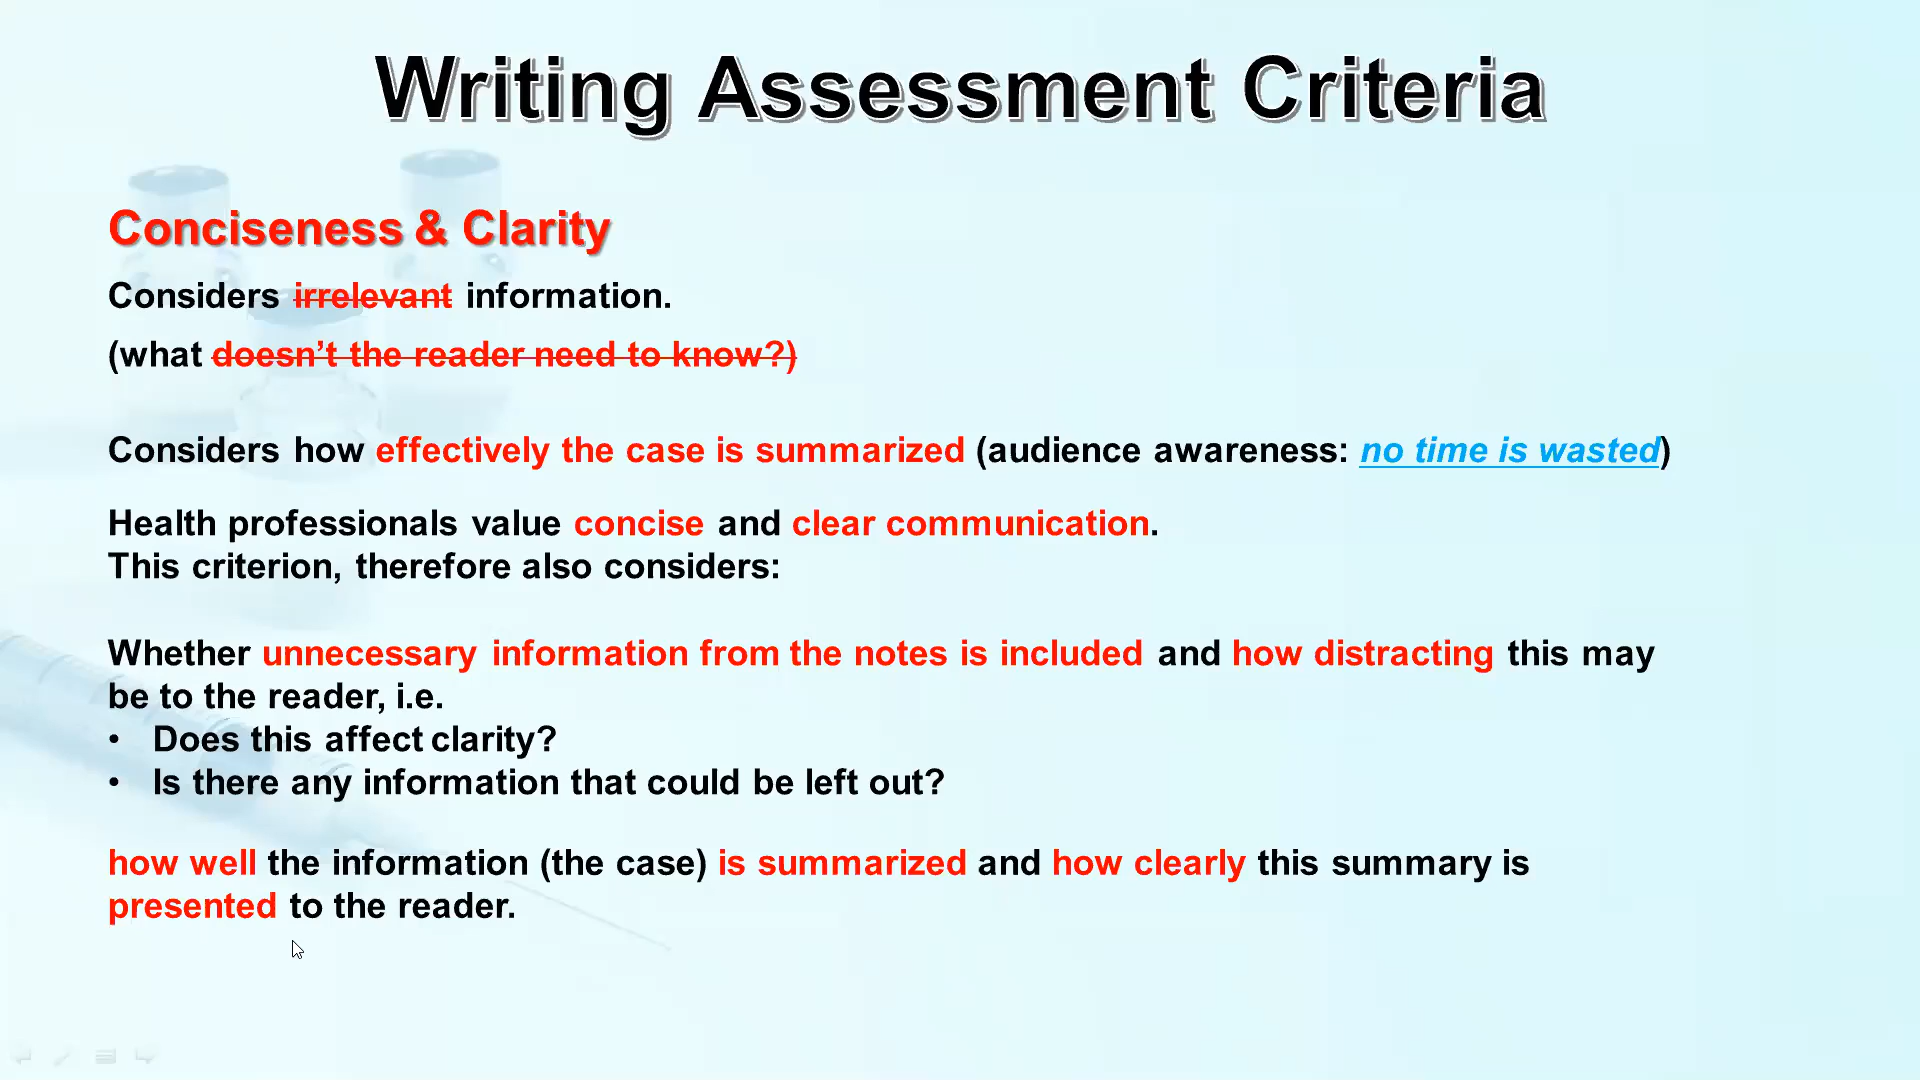 Writing Assessment Criteria
Conciseness & Clarity
Considers irrelevant information.
(what doesn’t the reader need to know?)
Considers how effectively the case is summarized (audience awareness: no time is wasted)
Health professionals value concise and clear communication.
This criterion, therefore also considers:
Whether unnecessary information from the notes is included and how distracting this may
be to the reader, i.e.
• Does this affect clarity?
• Is there any information that could be left out?
how well the information (the case) is summarized and how clearly this summary is
presented to the reader.